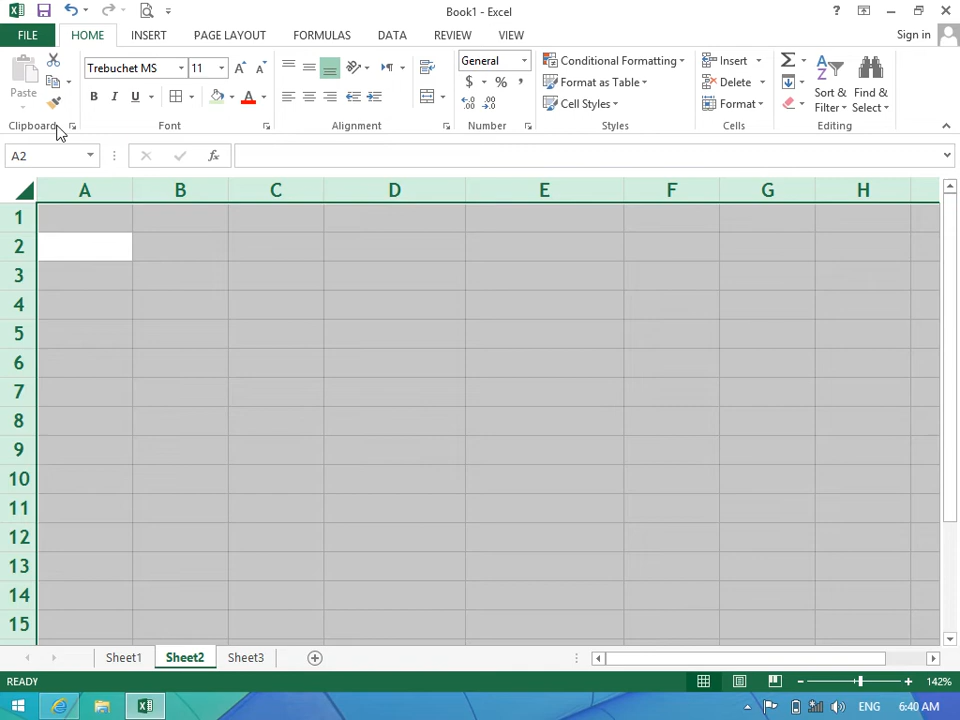 Book1 - Excel
FILE HOME INSERT PAGE LAYOUT FORMULAS DATA REVIEW VIEW Sign in
Paste
Trebuchet MS 11
B I U A
General
$ % ,
Conditional Formatting
Format as Table
Cell Styles
Insert
Delete
Format
Sort & Filter
Find & Select
Clipboard Font Alignment Number Styles Cells Editing
A2 fx
A B C D E F G H
1
2
3
4
5
6
7
8
9
10
11
12
13
14
15
Sheet1 Sheet2 Sheet3
READY 142%
ENG 6:40 AM